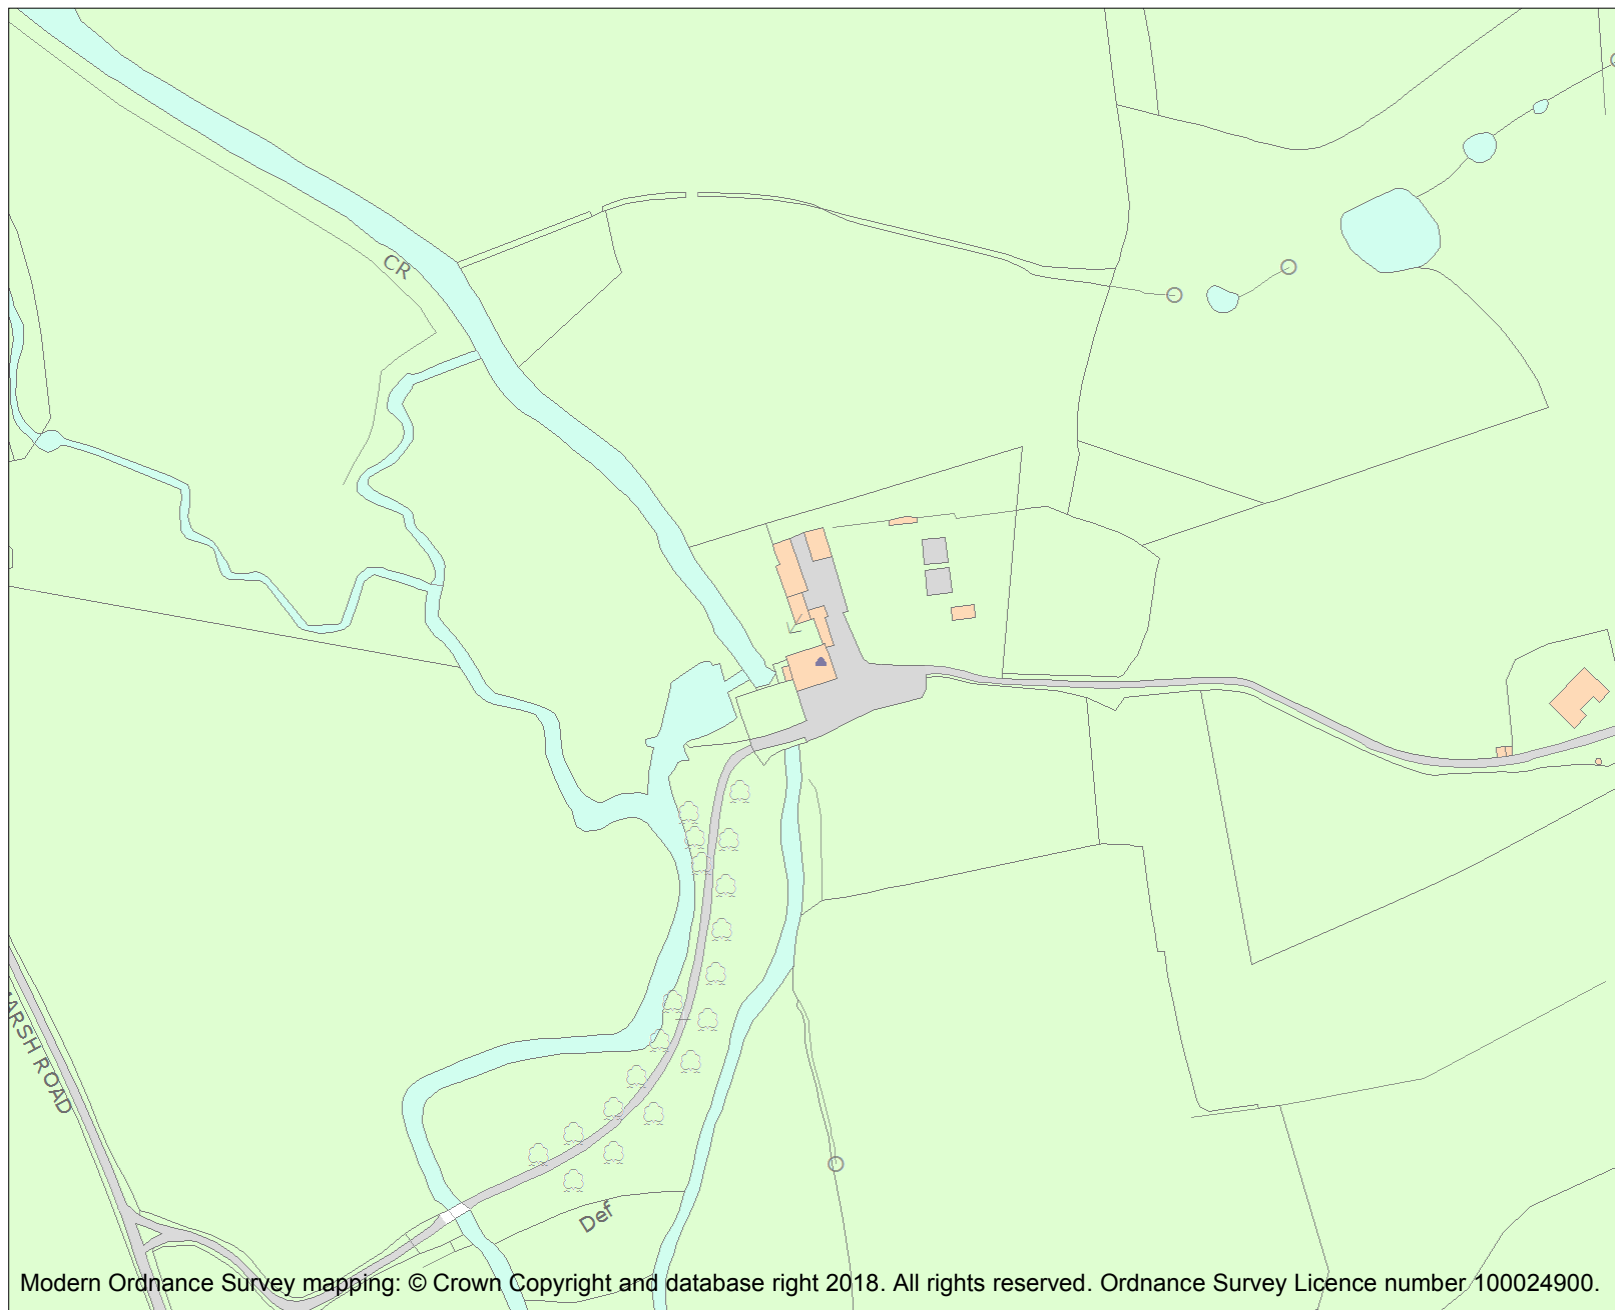 CR
ROAD
Def
Modern Ordnance Survey mapping: © Crown Copyright and database right 2018. All rights reserved. Ordnance Survey Licence number 100024900.